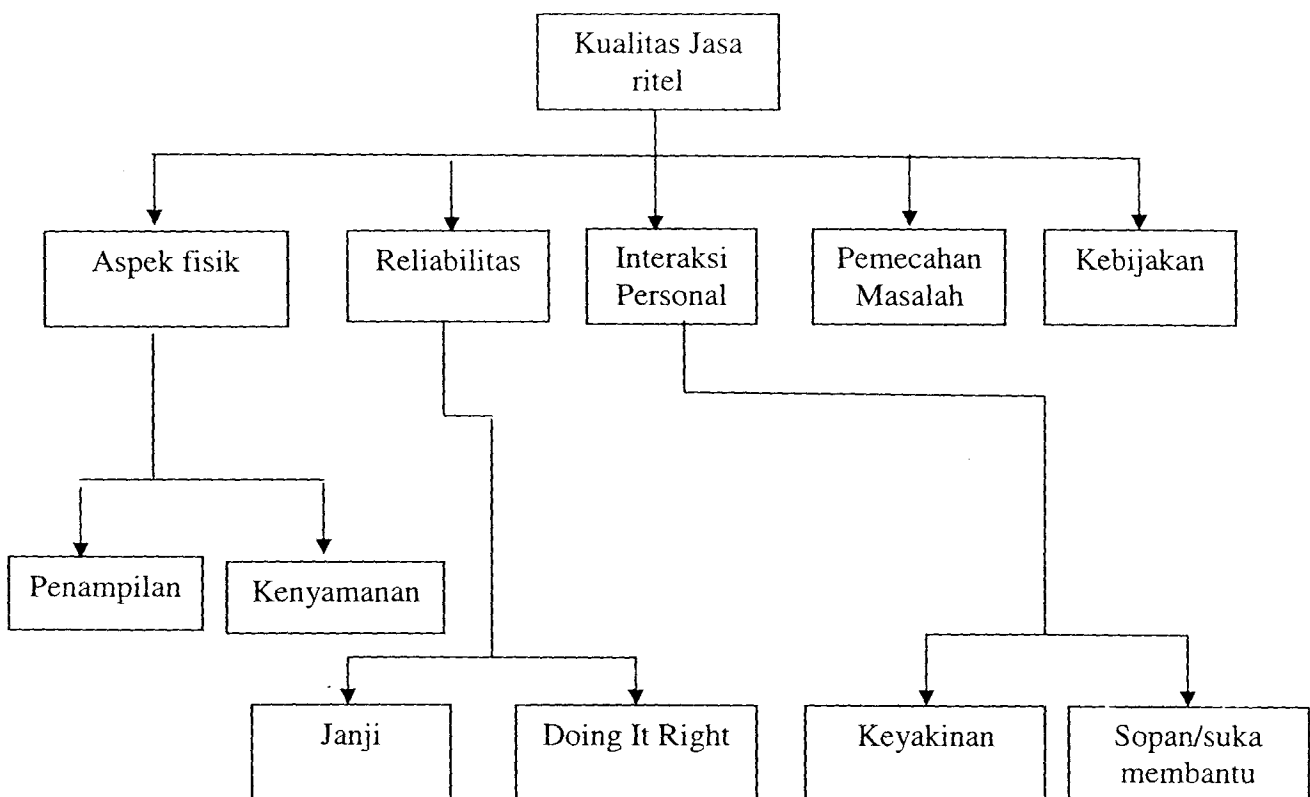 Kualitas Jasa
ritel
Aspek fisik
Reliabilitas
Interaksi
Personal
Pemecahan
Masalah
Kebijakan
Penampilan
Kenyamanan
Janji
Doing It Right
Keyakinan
Sopan/suka
membantu